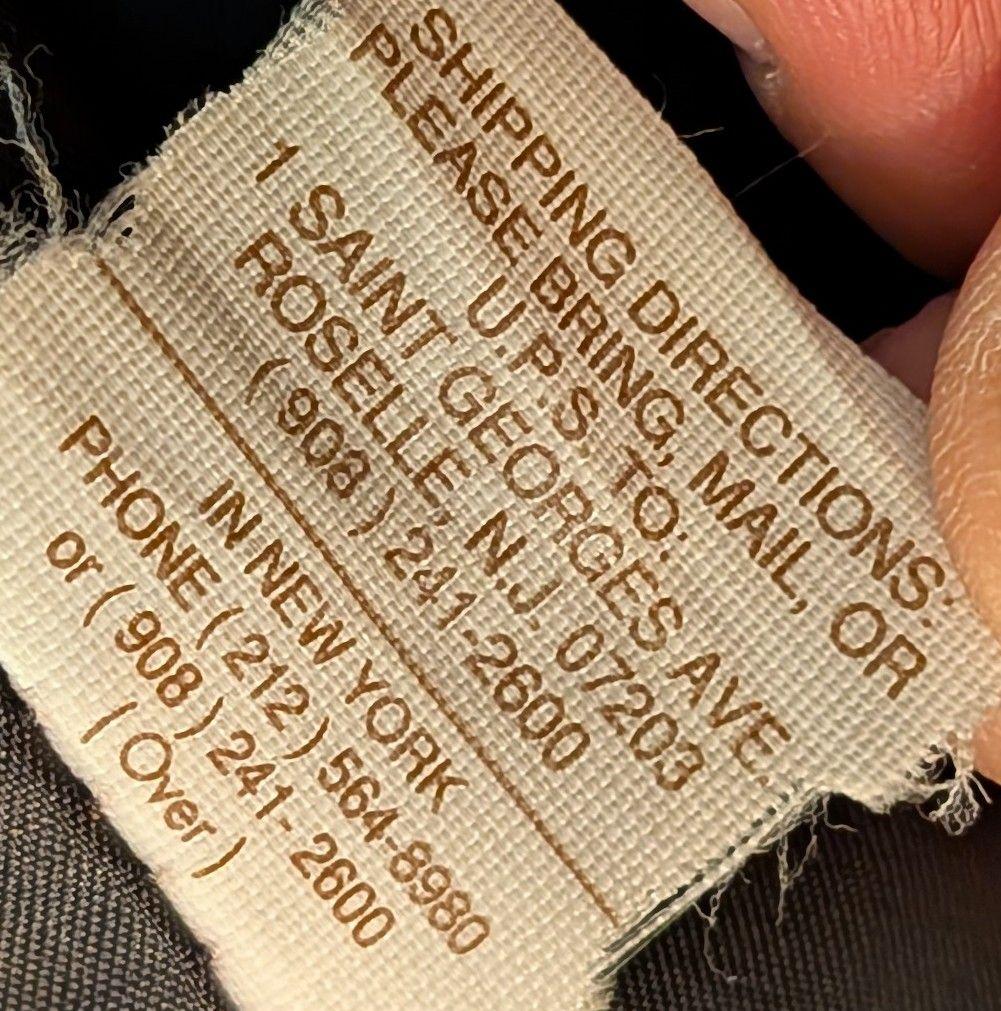 SHIPPING DIRECTIONS:
PLEASE BRING, MAIL, OR
U.P.S. TO:
1 SAINT GEORGES AVE.
ROSELLE, N.J. 07203
( 908 ) 241-2600
IN NEW YORK
PHONE ( 212 ) 564-8980
or ( 908 ) 241- 2600
( Over )